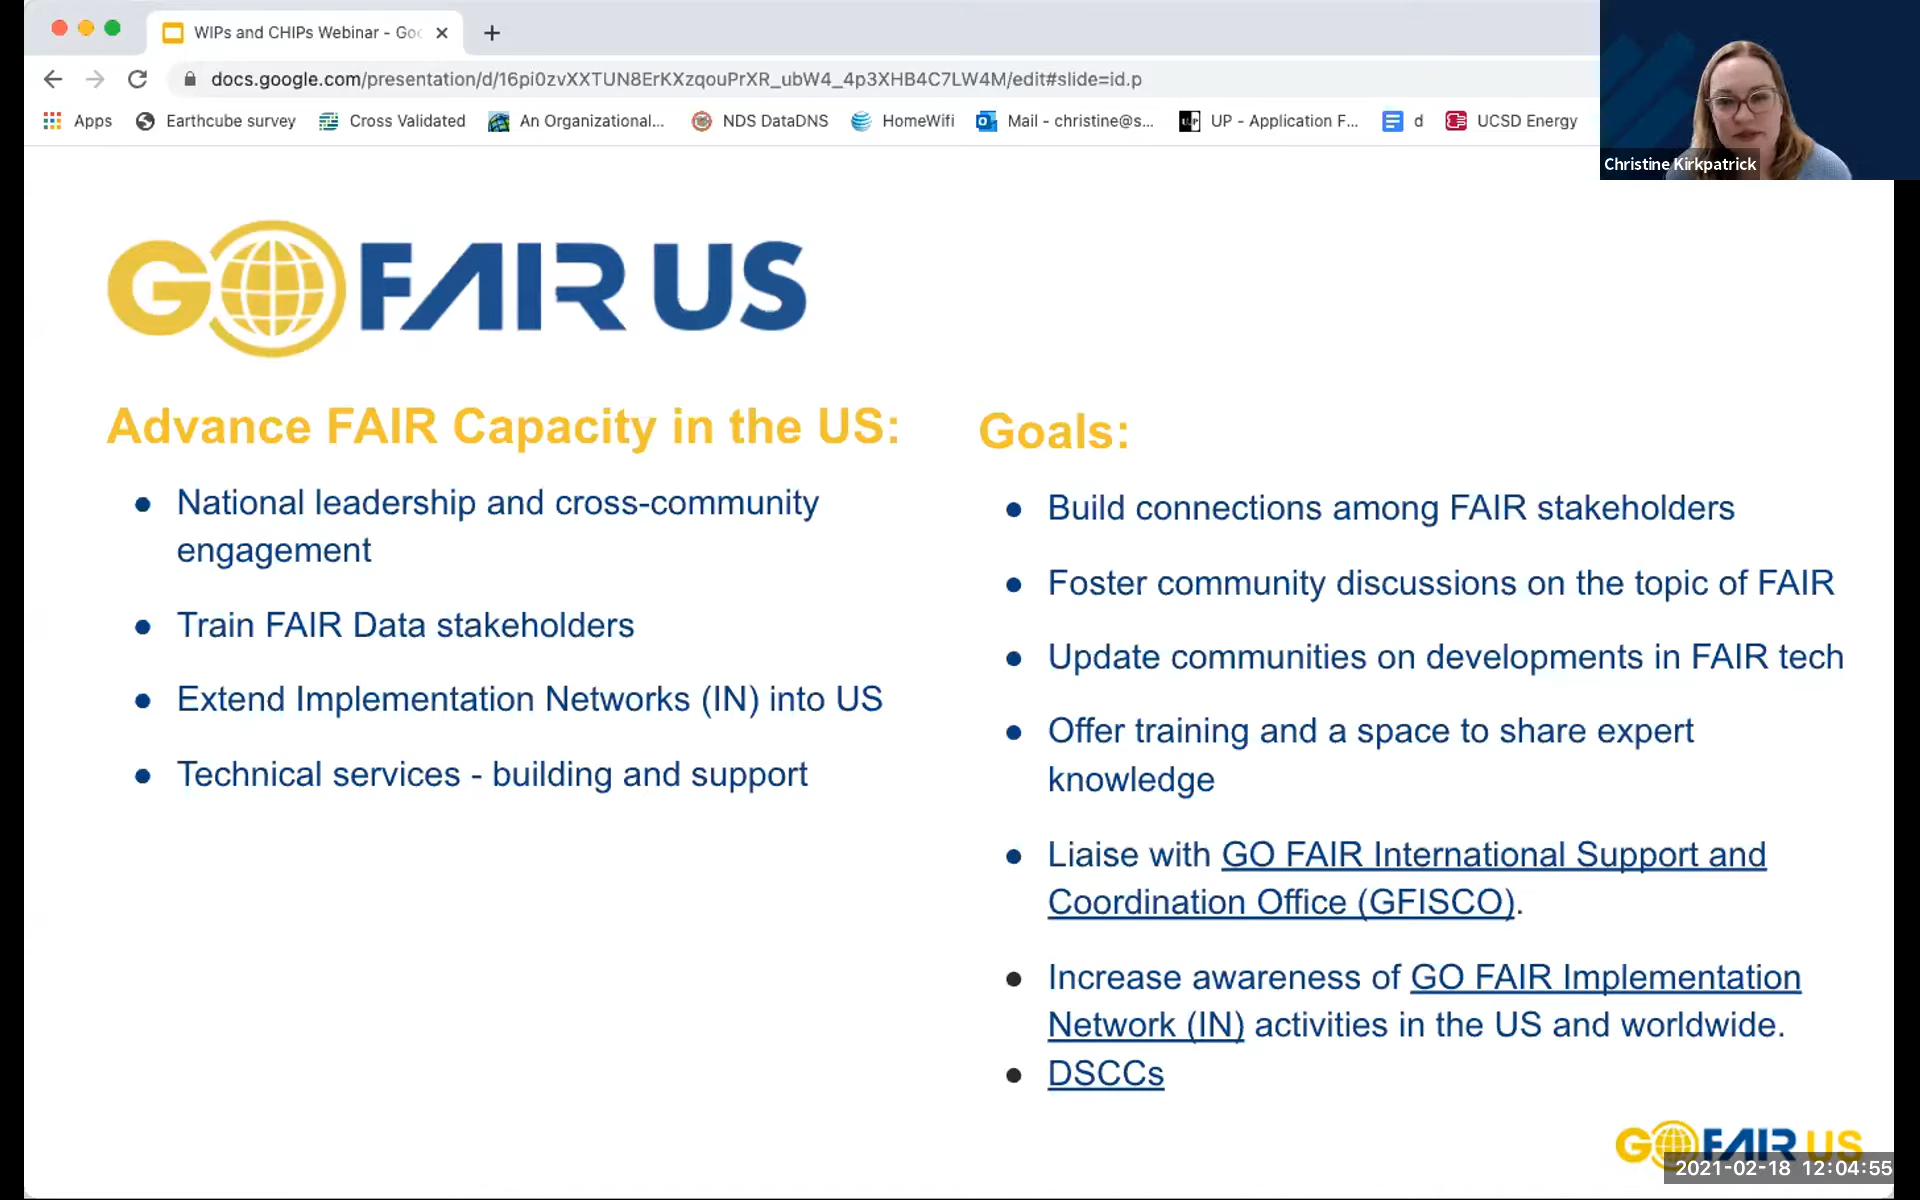 WIPs and CHIPs Webinar - Goo
docs.google.com/presentation/d/16pi0zvXXTUN8ErKXzqouPrXR_ubW4_4p3XHB4C7LW4M/edit#slide=id.p
Apps Earthcube survey Cross Validated An Organizational... NDS DataDNS HomeWifi Mail - christine@s... UP - Application F... d UCSD Energy
Christine Kirkpatrick
GO FAIR US
Advance FAIR Capacity in the US:
● National leadership and cross-community
engagement
● Train FAIR Data stakeholders
● Extend Implementation Networks (IN) into US
● Technical services - building and support
Goals:
● Build connections among FAIR stakeholders
● Foster community discussions on the topic of FAIR
● Update communities on developments in FAIR tech
● Offer training and a space to share expert
knowledge
● Liaise with GO FAIR International Support and
Coordination Office (GFISCO).
● Increase awareness of GO FAIR Implementation
Network (IN) activities in the US and worldwide.
● DSCCs
GO FAIR US
2021-02-18 12:04:55